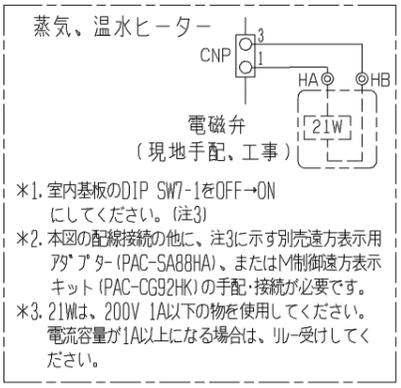 蒸気、温水ヒーター
CNP
3
1
HA
HB
電磁弁
21W
(現地手配、工事)
*1. 室内基板のDIP SW7-1をOFF→ON
にしてください。(注3)
*2. 本図の配線接続の他に、注3に示す別売遠方表示用
アダプター(PAC-SA88HA)、またはM制御遠方表示
キット(PAC-CG92HK)の手配・接続が必要です。
*3. 21Wは、200V 1A以下の物を使用してください。
電流容量が1A以上になる場合は、リレー受けしてく
ださい。